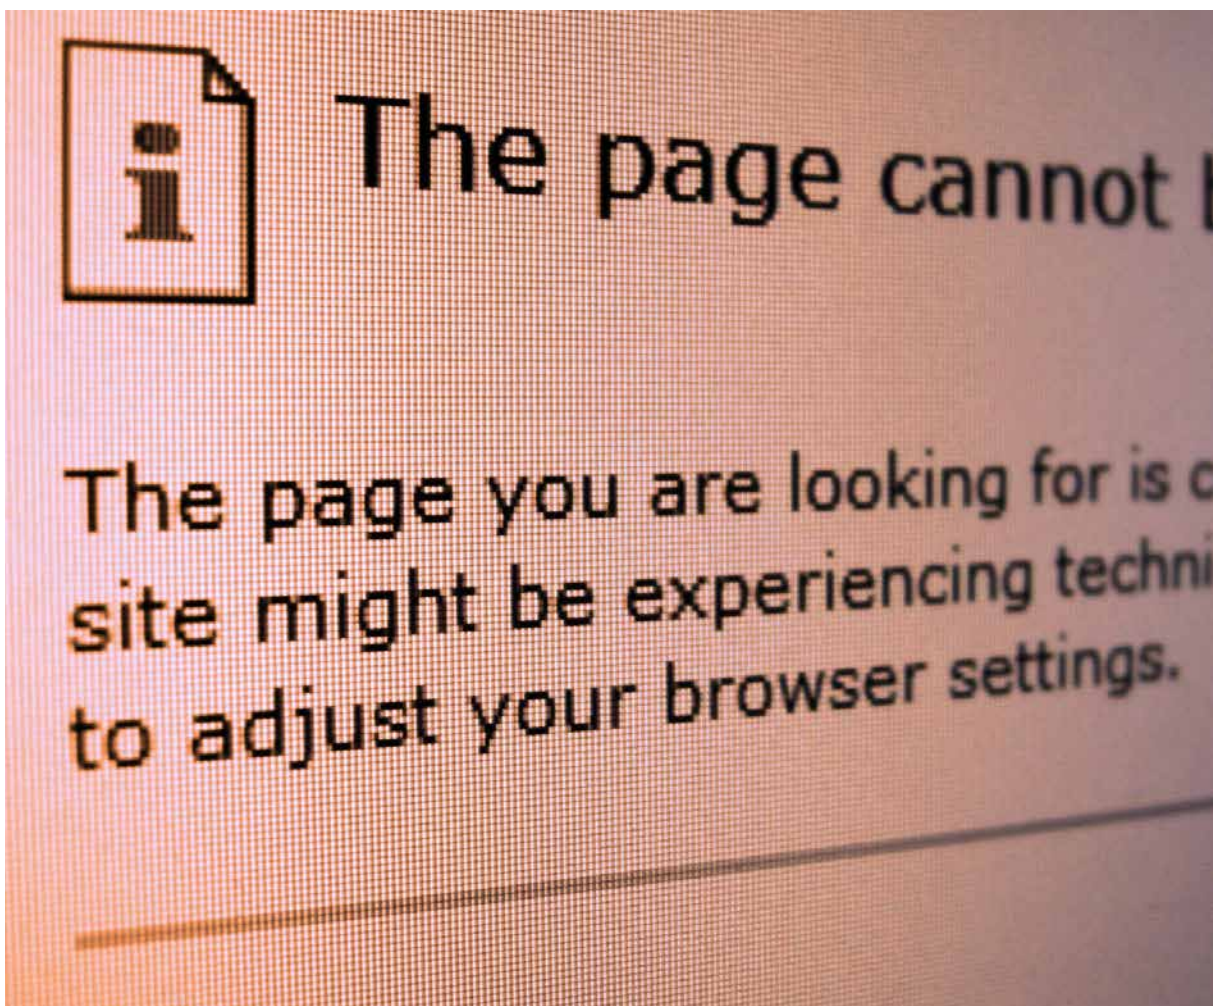 i
The page cannot
The page you are looking for is
site might be experiencing
to adjust your browser settings.